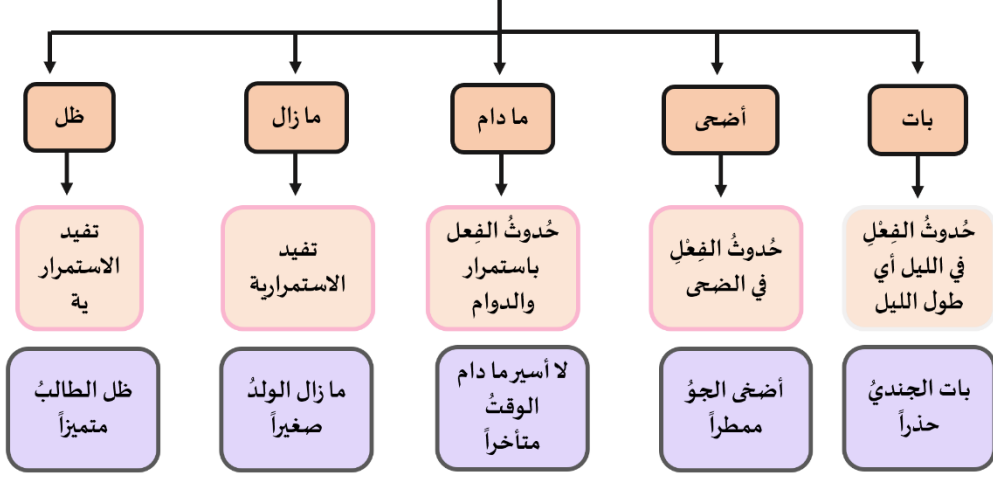 بات
أضحى
ما دام
ما زال
ظل
حُدوثُ الفِعْلِ
في الليل أي
طول الليل
حُدوثُ الفِعْلِ
في الضحى
حُدوثُ الفِعل
باستمرار
والدوام
تفيد
الاستمرارية
تفيد
الاستمرار
ية
بات الجنديُ
حذراً
أضحَى الجوُ
ممطراً
لا أسير ما دام
الوقتُ
متأخراً
ما زال الولدُ
صغيراً
ظل الطالبُ
متميزاً